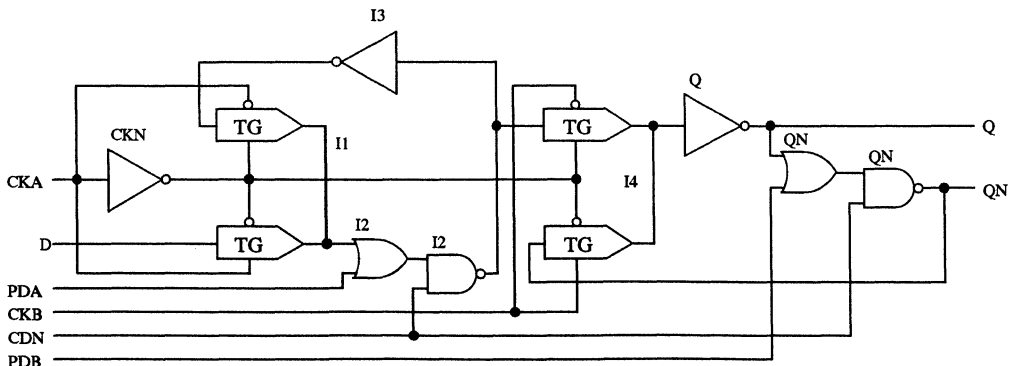 I3
Q
CKN
TG
I1
TG
Q
QN
QN
CKA
I4
QN
I2
I2
D
TG
TG
PDA
CKB
CDN
PDB